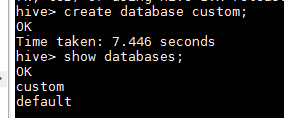 hive> create database custom;
OK
Time taken: 7.446 seconds
hive> show databases;
OK
custom
default